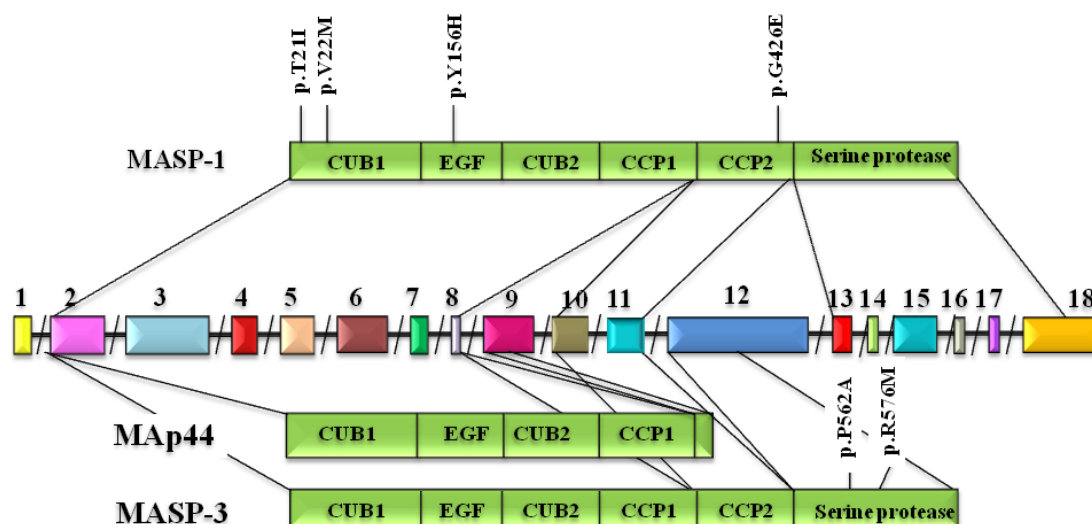 p.T21I
p.V22M
p.Y156H
p.G426E
MASP-1
CUB1 EGF CUB2 CCP1 CCP2 Serine protease
1 2 3 4 5 6 7 8 9 10 11 12 13 14 15 16 17 18
p.P562A
p.R576M
MAp44
CUB1 EGF CUB2 CCP1
MASP-3
CUB1 EGF CUB2 CCP1 CCP2 Serine protease